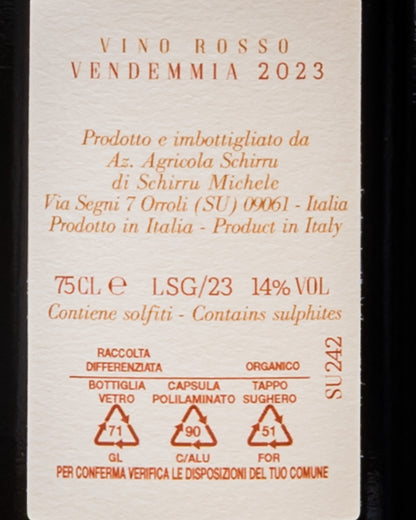 VINO ROSSO
VENDEMMIA 2023
Prodotto e imbottigliato da
Az. Agricola Schirru
di Schirru Michele
Via Segni 7 Orroli (SU) 09061 - Italia
Prodotto in Italia - Product in Italy
75CL e LSG/23 14% VOL
Contiene solfiti - Contains sulphites
SU242
RACCOLTA
DIFFERENZIATA ORGANICO
BOTTIGLIA CAPSULA TAPPO
VETRO POLILAMINATO SUGHERO
71 90 51
GL C/ALU FOR
PER CONFERMA VERIFICA LE DISPOSIZIONI DEL TUO COMUNE